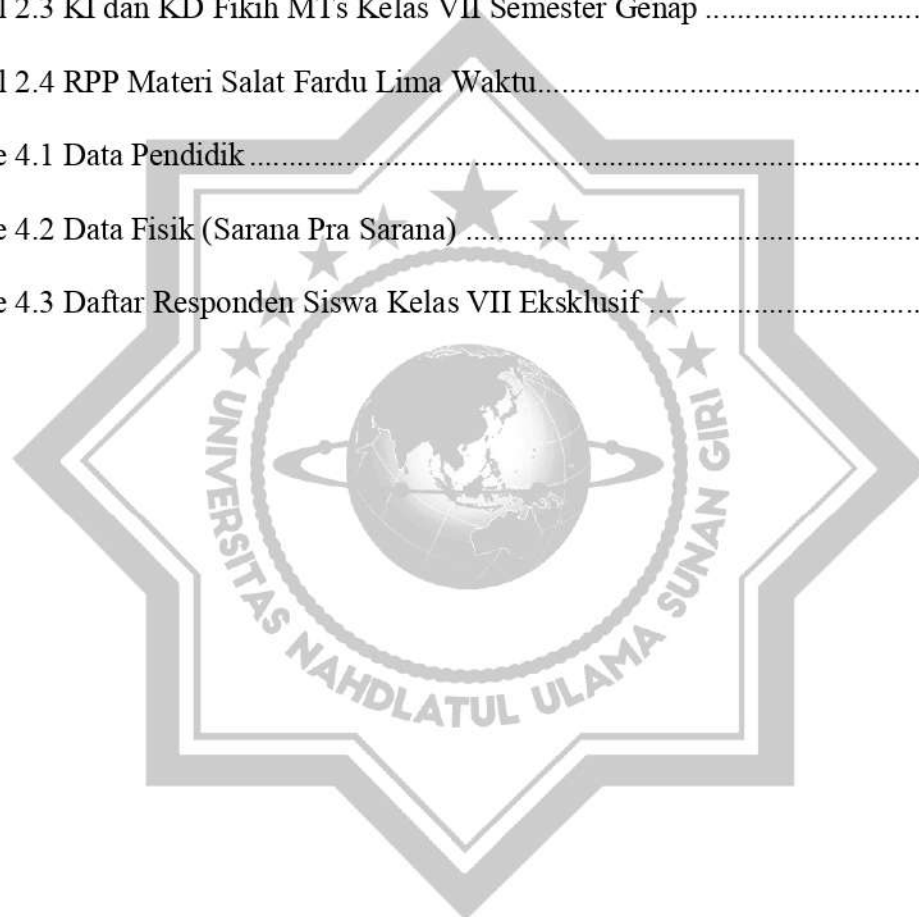 2.3 KI dan KD Fikih MTs Kelas VII Semester Genap ............................
2.4 RPP Materi Salat Fardu Lima Waktu................................................
e 4.1 Data Pendidik .....................................................................................
e 4.2 Data Fisik (Sarana Pra Sarana) .........................................................
e 4.3 Daftar Responden Siswa Kelas VII Eksklusif ..................................
UNIVERSITAS NAHDLATUL ULAMA SUNAN GIRI